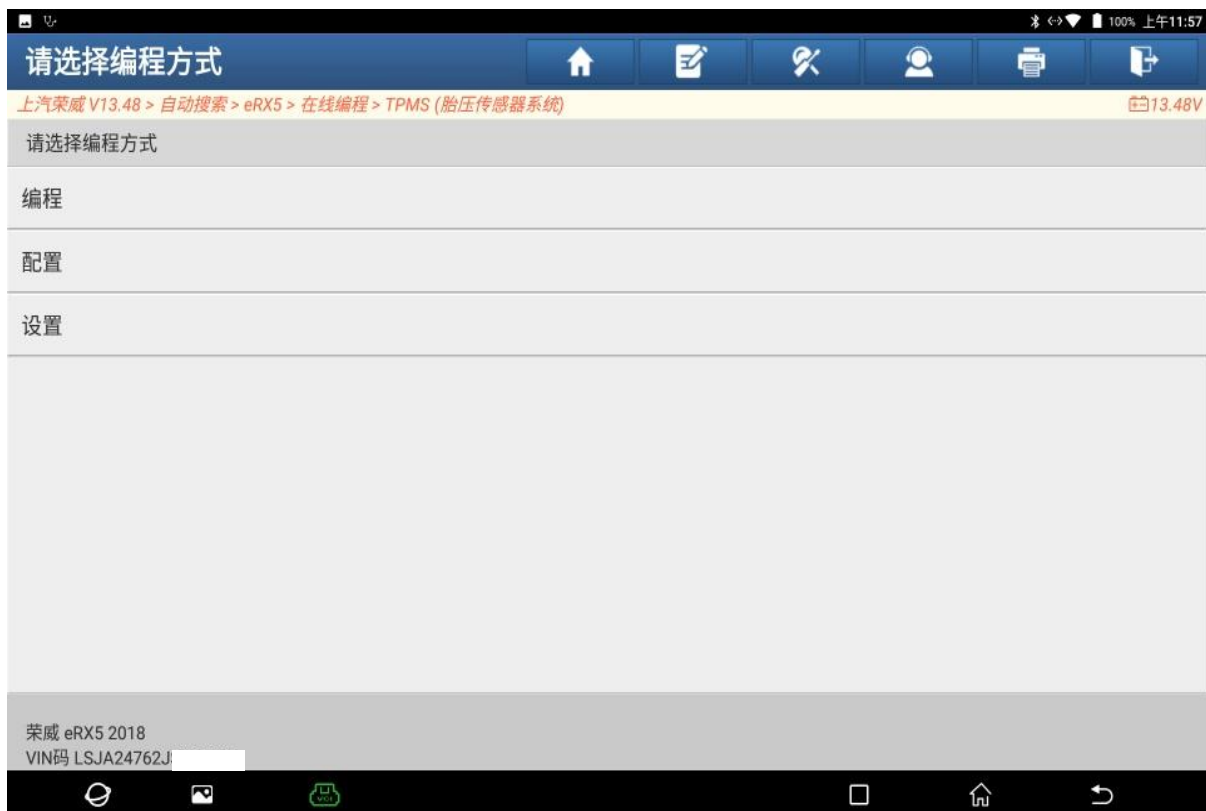 100% 上午11:57
请选择编程方式
上汽荣威 V13.48 > 自动搜索 > eRX5 > 在线编程 > TPMS (胎压传感器系统)
13.48V
请选择编程方式
编程
配置
设置
荣威 eRX5 2018
VIN码 LSJA24762J
VCI